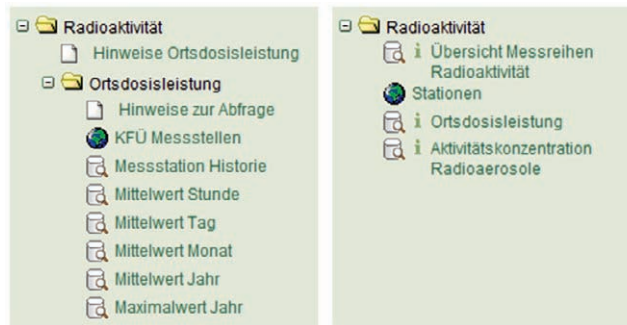 Radioaktivität
Hinweise Ortsdosisleistung
Ortsdosisleistung
Hinweise zur Abfrage
KFÜ Messstellen
Messstation Historie
Mittelwert Stunde
Mittelwert Tag
Mittelwert Monat
Mittelwert Jahr
Maximalwert Jahr
Radioaktivität
i Übersicht Messreihen
Radioaktivität
Stationen
i Ortsdosisleistung
i Aktivitätskonzentration
Radioaerosole